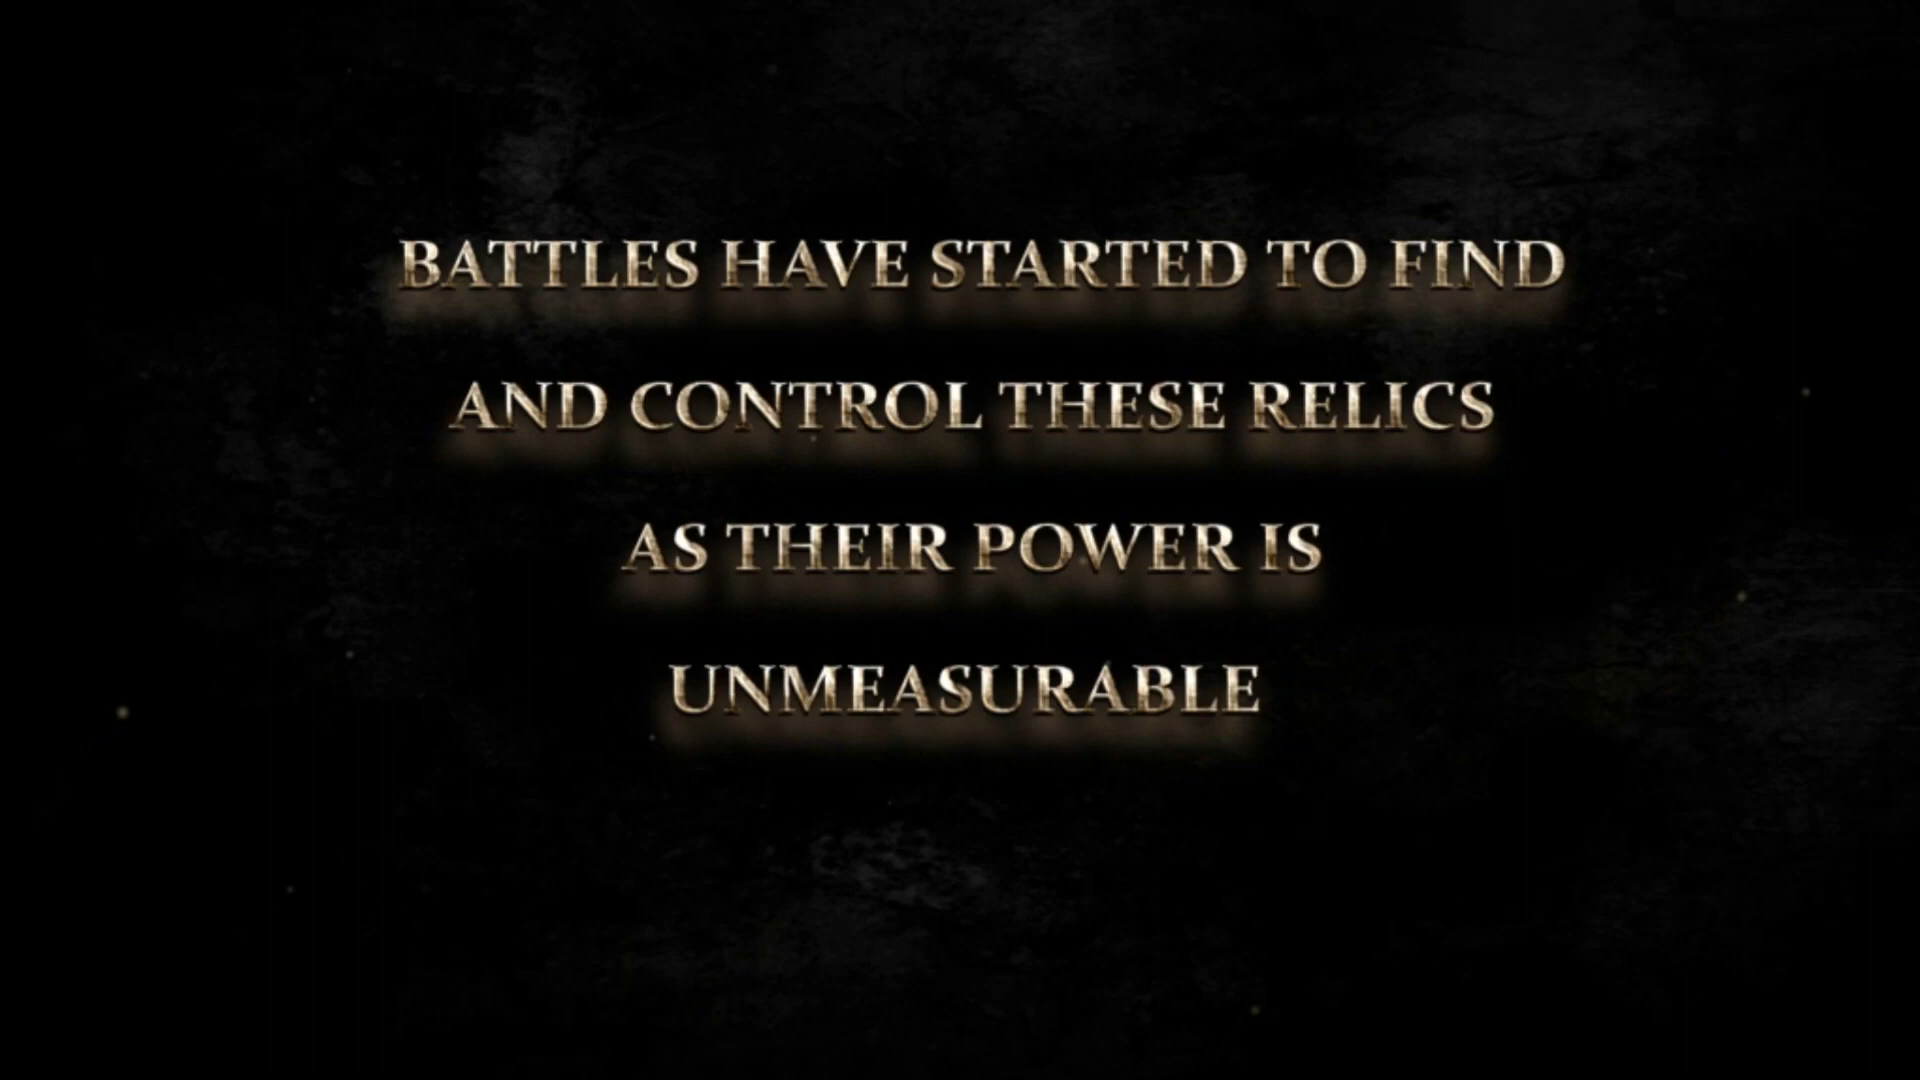 BATTLES HAVE STARTED TO FIND
AND CONTROL THESE RELICS
AS THEIR POWER IS
UNMEASURABLE